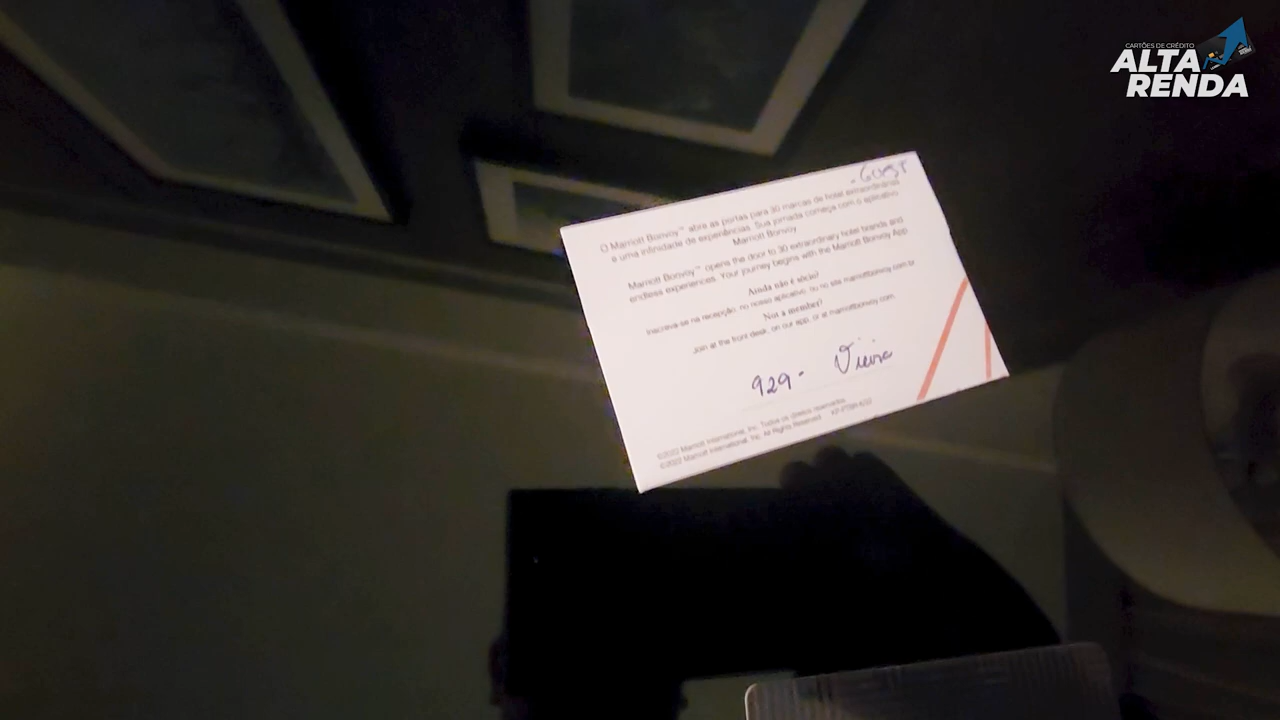 CARTÕES DE CRÉDITO
ALTA
RENDA
- GUEST
O Marriott Bonvoy™ abre as portas para 30 marcas de hotel extraordinárias
e uma infinidade de experiências. Sua jornada começa com o aplicativo
Marriott Bonvoy
Marriott Bonvoy™ opens the door to 30 extraordinary hotel brands and
endless experiences. Your journey begins with the Marriott Bonvoy App.
Ainda não é sócio?
Inscreva-se na recepção, no nosso aplicativo, ou no site marriottbonvoy.com.br
Not a member?
Join at the front desk, on our app, or at marriottbonvoy.com
929 - Vieira
©2022 Marriott International, Inc. Todos os direitos reservados.
©2022 Marriott International, Inc. All Rights Reserved.